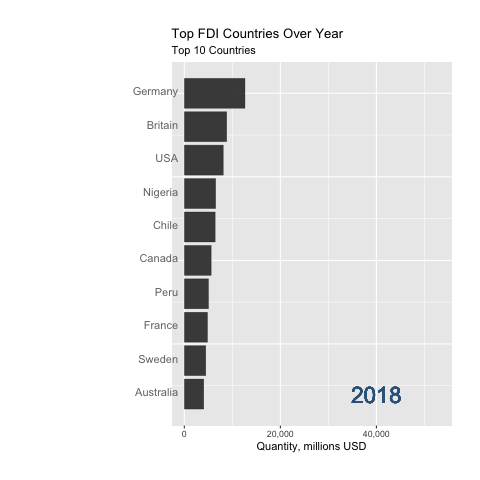 Top FDI Countries Over Year
Top 10 Countries
Germany
Britain
USA
Nigeria
Chile
Canada
Peru
France
Sweden
Australia
2018
0 20,000 40,000
Quantity, millions USD